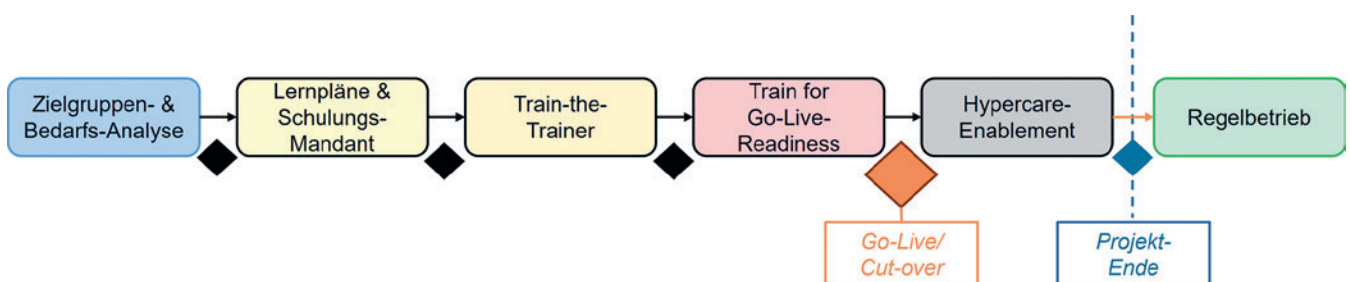 Zielgruppen- &
Bedarfs-Analyse
Lernpläne &
Schulungs-
Mandant
Train-the-
Trainer
Train for
Go-Live-
Readiness
Hypercare-
Enablement
Regelbetrieb
Go-Live/
Cut-over
Projekt-
Ende